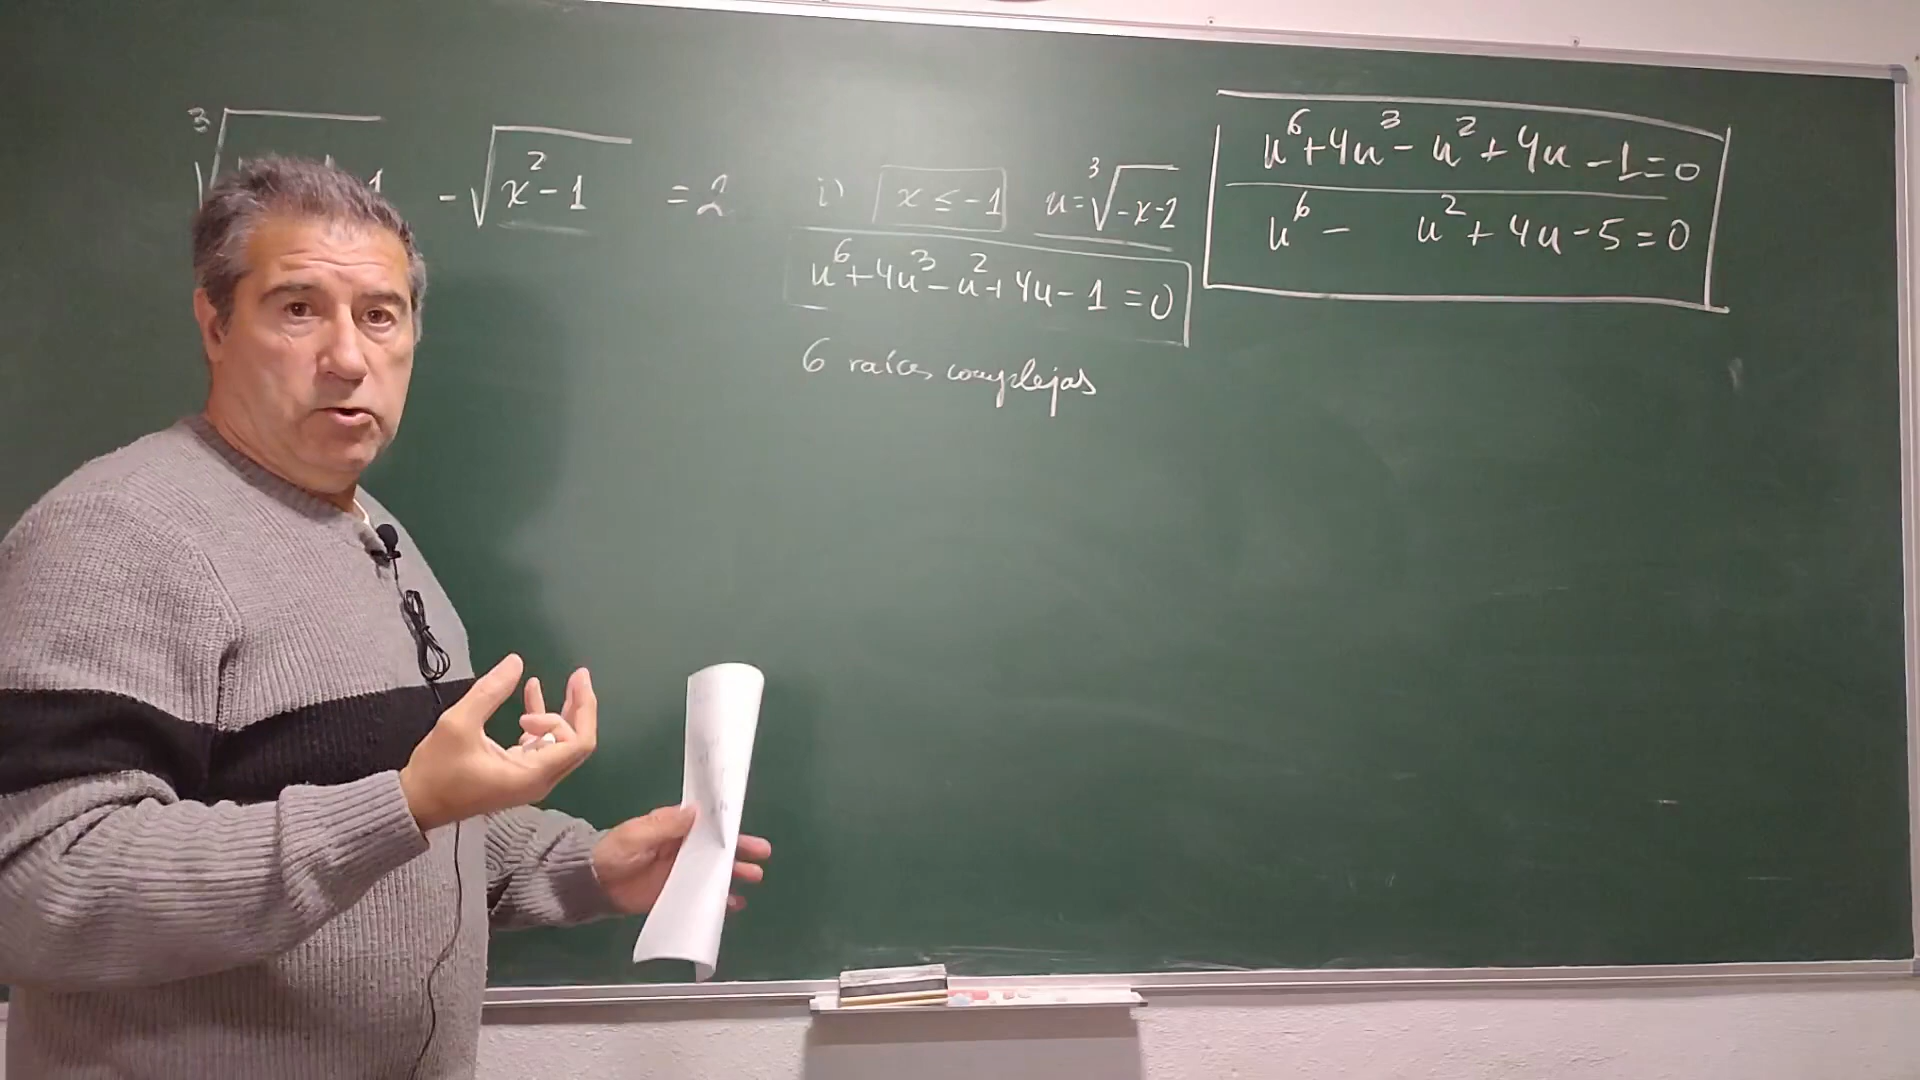 ∛ 1 - √x²-1 = 2 i) x ≤ -1 u = ∛-x-2
u⁶+4u³-u²+4u-1=0
6 raíces complejas
u⁶+4u³-u²+4u-1=0
u⁶- u²+4u-5=0